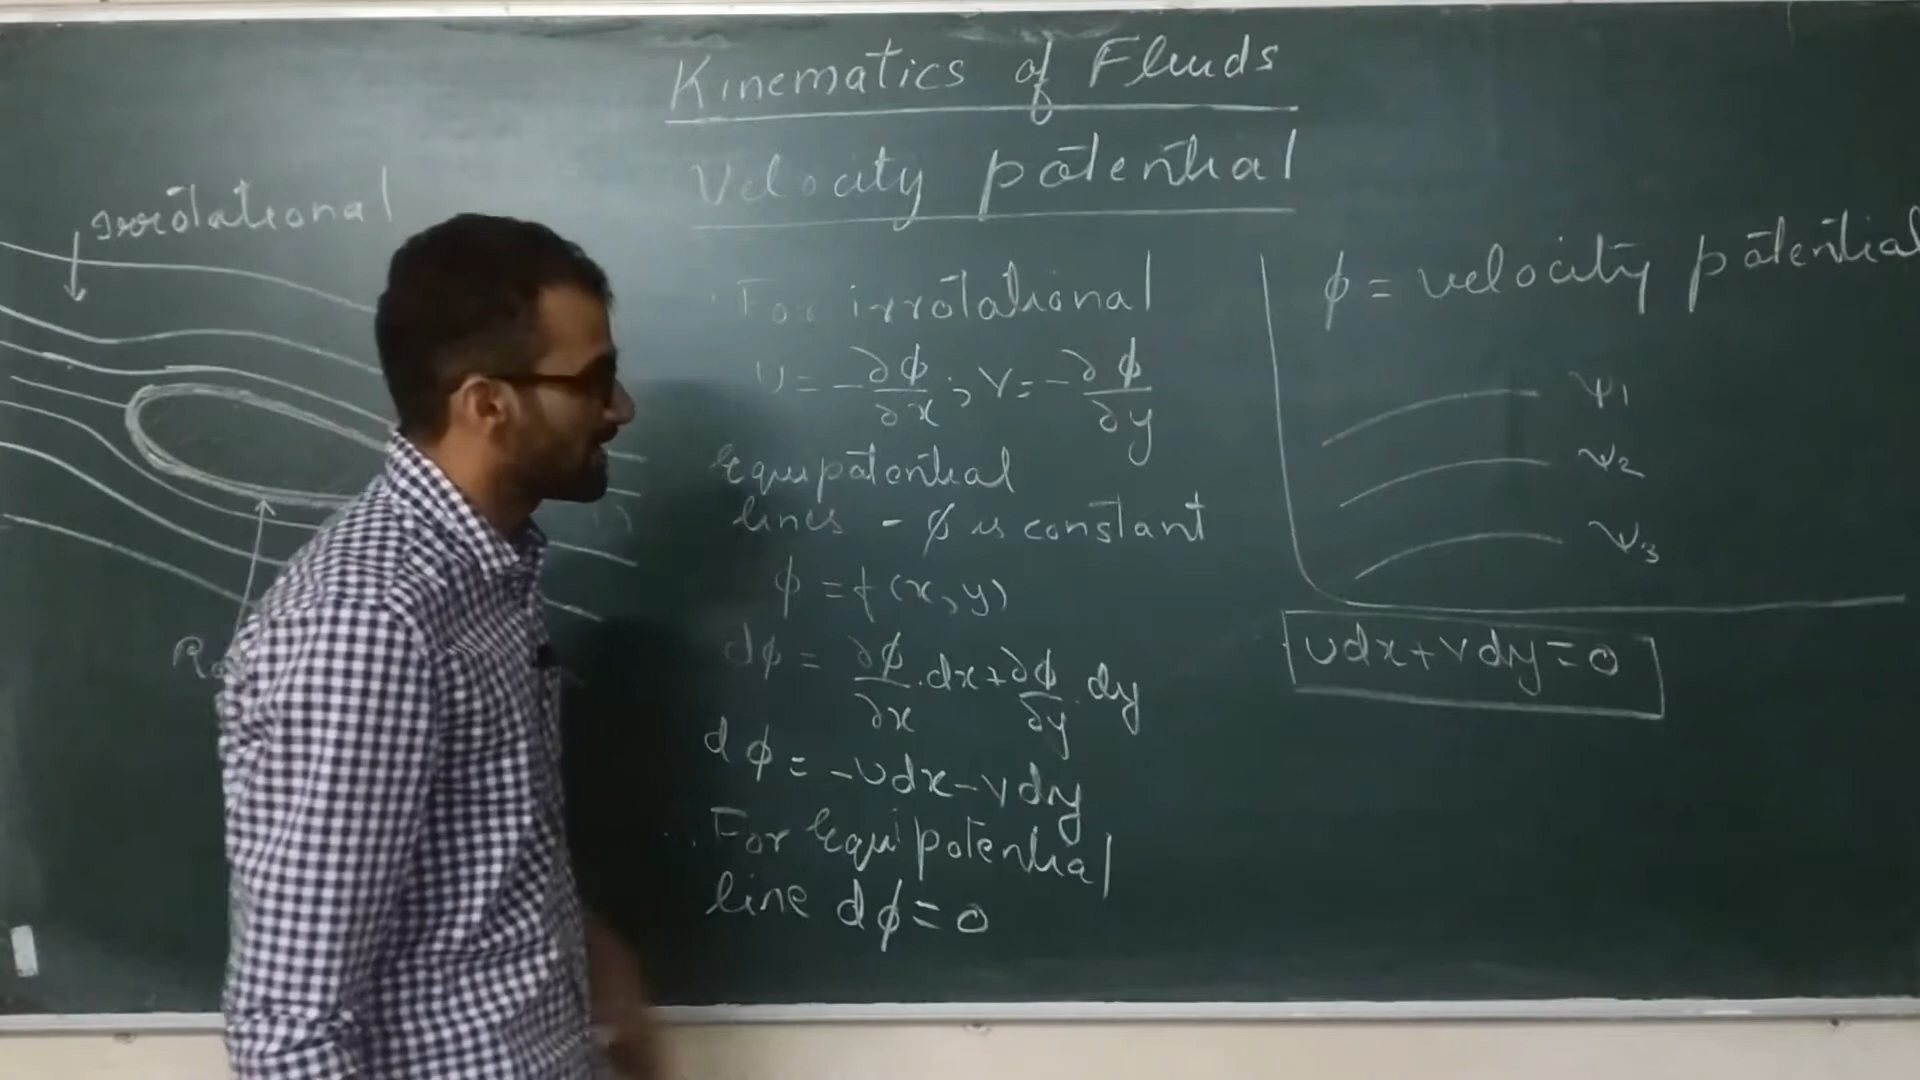 Kinematics of Fluids
Velocity potential
irrotational
For irrotational
U = -∂φ/∂x ; V = -∂φ/∂y
Equipotential
lines - φ is constant
φ = f(x, y)
dφ = ∂φ/∂x . dx + ∂φ/∂y . dy
dφ = -Udx - Vdy
For Equipotential
line dφ = 0
φ = velocity potential
ψ1
ψ2
ψ3
Udx + Vdy = 0